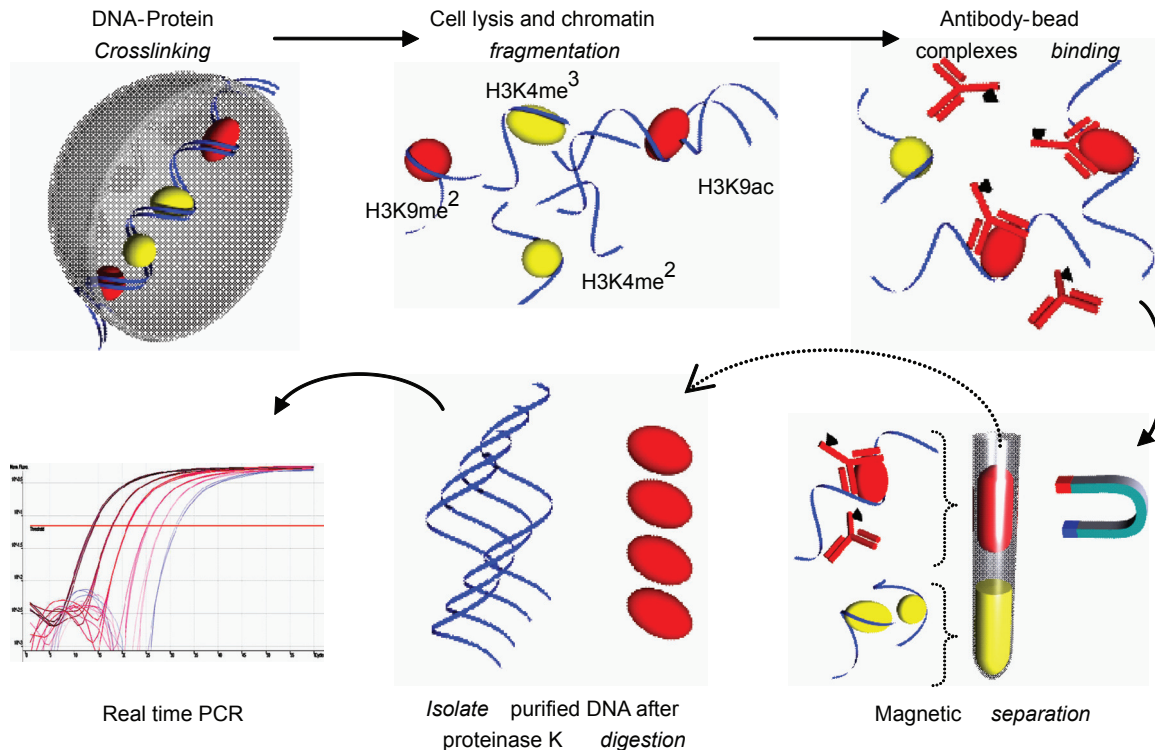 DNA-Protein
Crosslinking
Cell lysis and chromatin
fragmentation
Antibody-bead
complexes binding
H3K4me3
H3K9me2
H3K9ac
H3K4me2
Threshold
Real time PCR
Isolate purified DNA after
proteinase K digestion
Magnetic separation